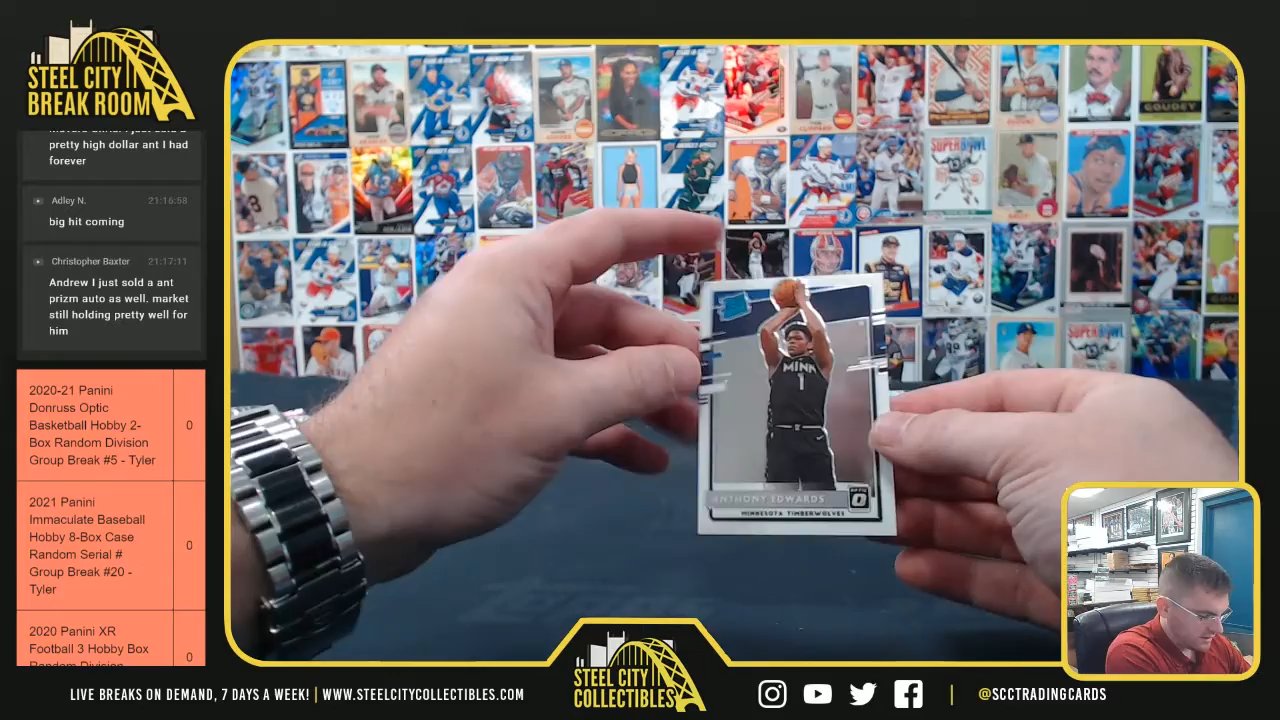 STEEL CITY
BREAK ROOM
pretty high dollar ant I had
forever
Adley N. 21:16:58
big hit coming
Christopher Baxter 21:17:11
Andrew I just sold a ant
prizm auto as well. market
still holding pretty well for
him
2020-21 Panini
Donruss Optic
Basketball Hobby 2-
Box Random Division
Group Break #5 - Tyler
0
2021 Panini
Immaculate Baseball
Hobby 8-Box Case
Random Serial #
Group Break #20 -
Tyler
0
2020 Panini XR
Football 3 Hobby Box
Random Division
0
GOUDEY
SUPER BOWL
SUPER BOWL
MINN
1
ANTHONY EDWARDS
OPTIC
MINNESOTA TIMBERWOLVES
LIVE BREAKS ON DEMAND, 7 DAYS A WEEK! | WWW.STEELCITYCOLLECTIBLES.COM
STEEL CITY
COLLECTIBLES
| @SCCTRADINGCARDS